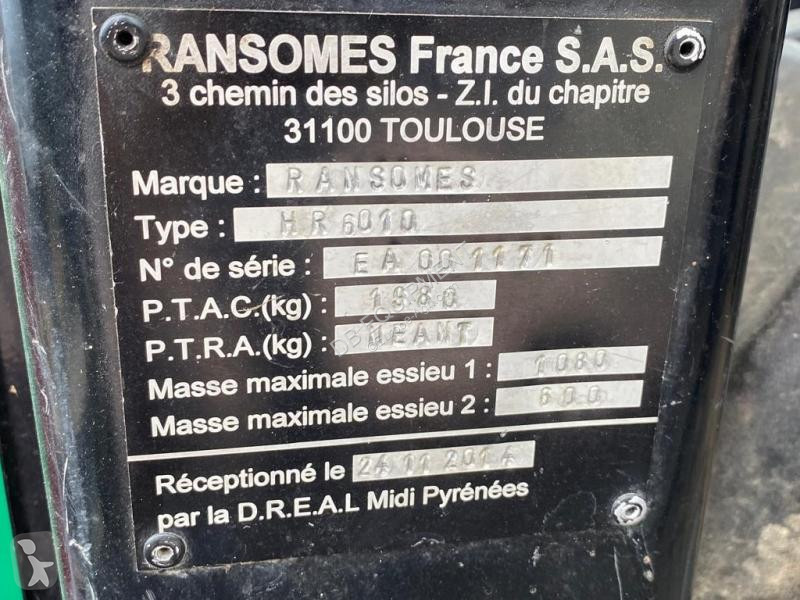 RANSOMES France S.A.S.
3 chemin des silos - Z.I. du chapitre
31100 TOULOUSE
Marque : RANSOMES
Type : HR 6010
N° de série : EA 001171
P.T.A.C.(kg) : 1980
P.T.R.A.(kg) : NEANT
Masse maximale essieu 1 : 1080
Masse maximale essieu 2 : 600
Réceptionné le 24 11 2014
par la D.R.E.A.L Midi Pyrénées